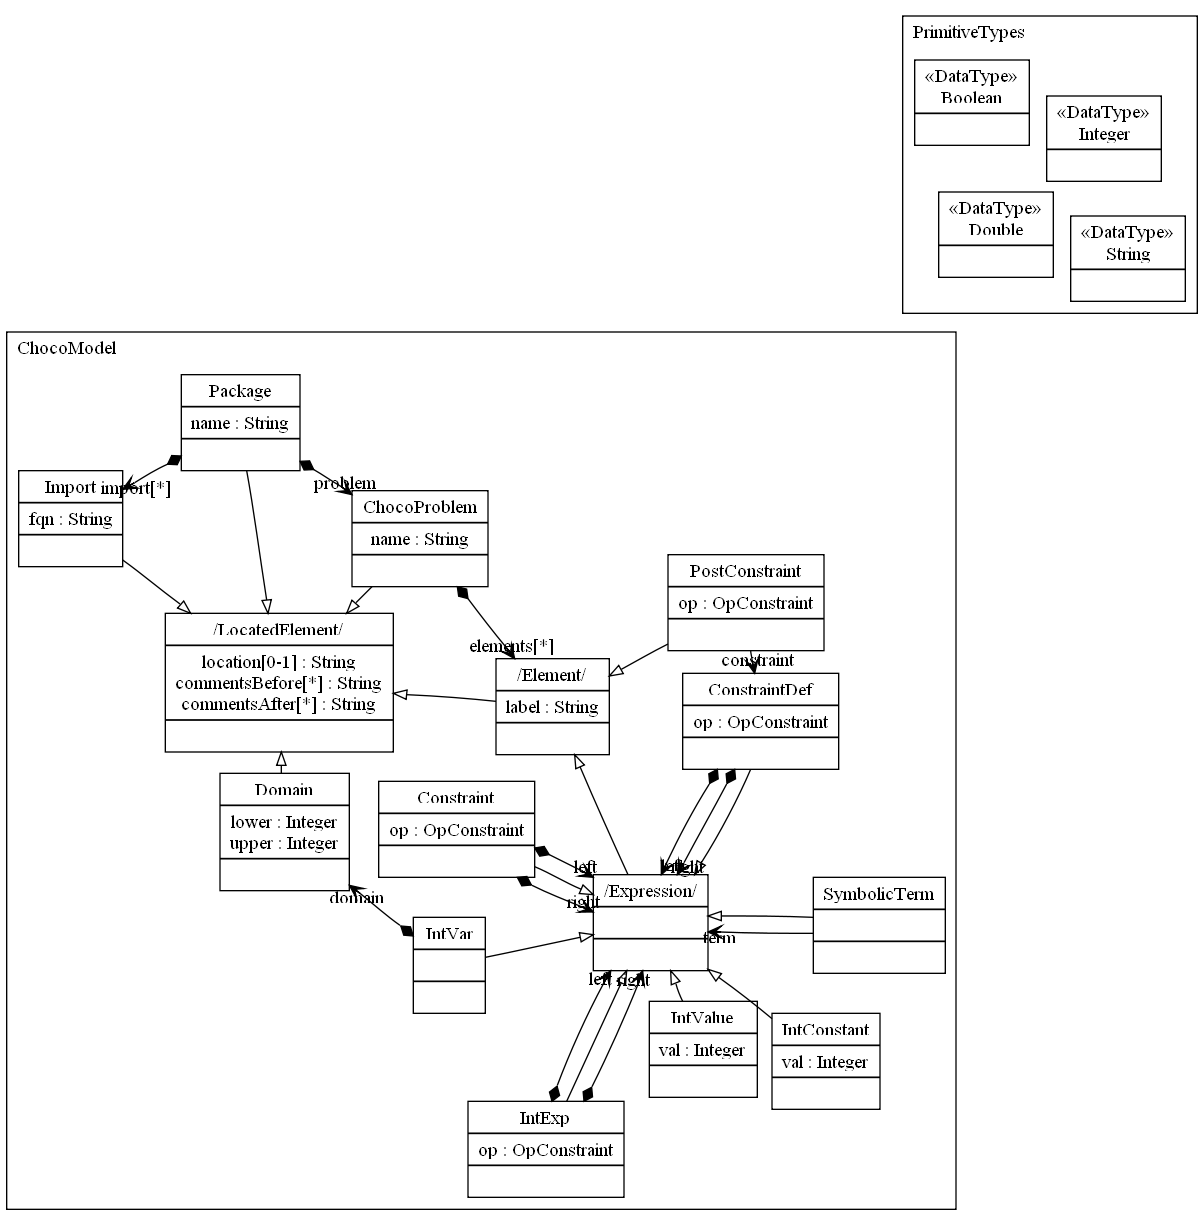 PrimitiveTypes
«DataType»
Boolean
«DataType»
Integer
«DataType»
Double
«DataType»
String
ChocoModel
Package
name : String
Import
import[*]
fqn : String
problem
ChocoProblem
name : String
PostConstraint
op : OpConstraint
/LocatedElement/
location[0-1] : String
commentsBefore[*] : String
commentsAfter[*] : String
elements[*]
/Element/
label : String
constraint
ConstraintDef
op : OpConstraint
Domain
lower : Integer
upper : Integer
Constraint
op : OpConstraint
left
left
right
right
/Expression/
domain
IntVar
SymbolicTerm
term
left
right
IntValue
val : Integer
IntConstant
val : Integer
IntExp
op : OpConstraint